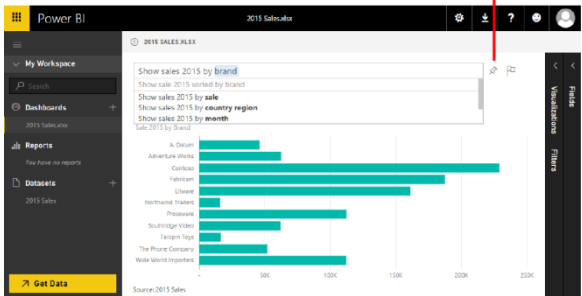 Power BI
2015 Sales.xlsx
?
2015 SALES.XLSX
My Workspace
Search
Dashboards
2015 Sales.xlsx
Reports
You have no reports
Datasets
2015 Sales
Get Data
Show sales 2015 by brand
Show sale 2015 sorted by brand
Show sales 2015 by sale
Show sales 2015 by country region
Show sales 2015 by month
Sale 2015 by Brand
A. Datum
Adventure Works
Contoso
Fabrikam
Litware
Northwind Traders
Proseware
Southridge Video
Tailspin Toys
The Phone Company
Wide World Importers
- 50K 100K 150K 200K 250K
Source: 2015 Sales
Visualizations
Filters
Fields